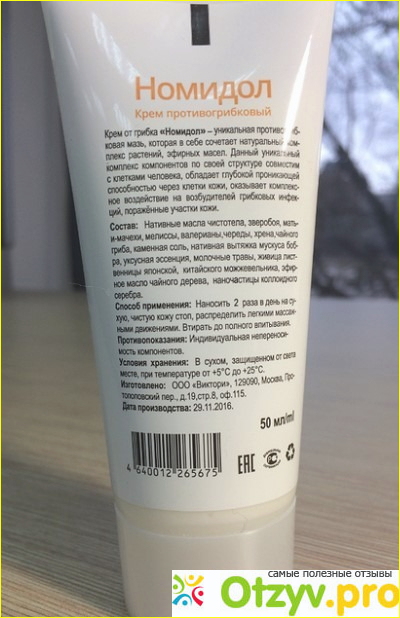 Номидол
Крем противогрибковый
Крем от грибка «Номидол» – уникальная противогриб-
ковая мазь, которая в себе сочетает натуральный ком-
плекс растений, эфирных масел. Данный уникальный
комплекс компонентов по своей структуре совместим
с клетками человека, обладает глубокой проникающей
способностью через клетки кожи, оказывает комплекс-
ное воздействие на возбудителей грибковых инфек-
ций, поражённые участки кожи.
Состав: Нативные масла чистотела, зверобоя, мать-
и-мачехи, мелиссы, валерианы,череды, хрена,чайного
гриба, каменная соль, нативная вытяжка мускуса боб-
ра, уксусная эссенция, молочные травы, живица лист-
венницы японской, китайского можжевельника, эфир-
ное масло чайного дерева, наночастицы коллоидного
серебра.
Способ применения: Наносить 2 раза в день на су-
хую, чистую кожу стоп, распределить легкими массаж-
ными движениями. Втирать до полного впитывания.
Противопоказания: Индивидуальная непереноси-
мость компонентов.
Условия хранения: В сухом, защищенном от света
месте, при температуре от +5°С до +25°С.
Изготовлено: ООО «Виктори», 129090, Москва, Про-
топоповский пер., д.19,стр.8, оф.115.
Дата производства: 29.11.2016.
50 мл/ml
4 640012 265675
ЕАС
самые полезные отзывы
Otzyv.pro